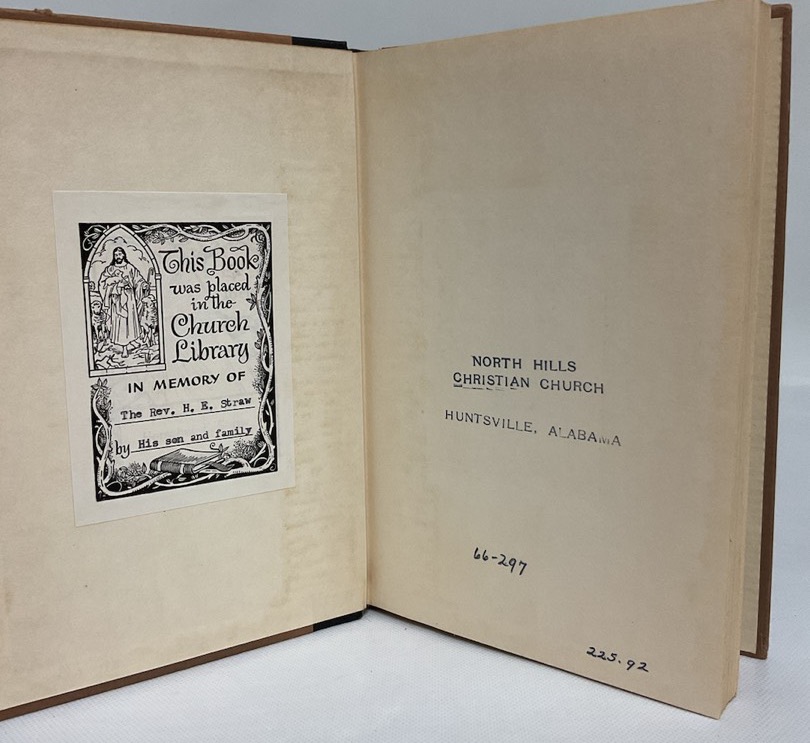 This Book
was placed
in the
Church
Library
IN MEMORY OF
The Rev. H. E. Straw
by His son and family
NORTH HILLS
CHRISTIAN CHURCH
HUNTSVILLE, ALABAMA
66-297
225.92